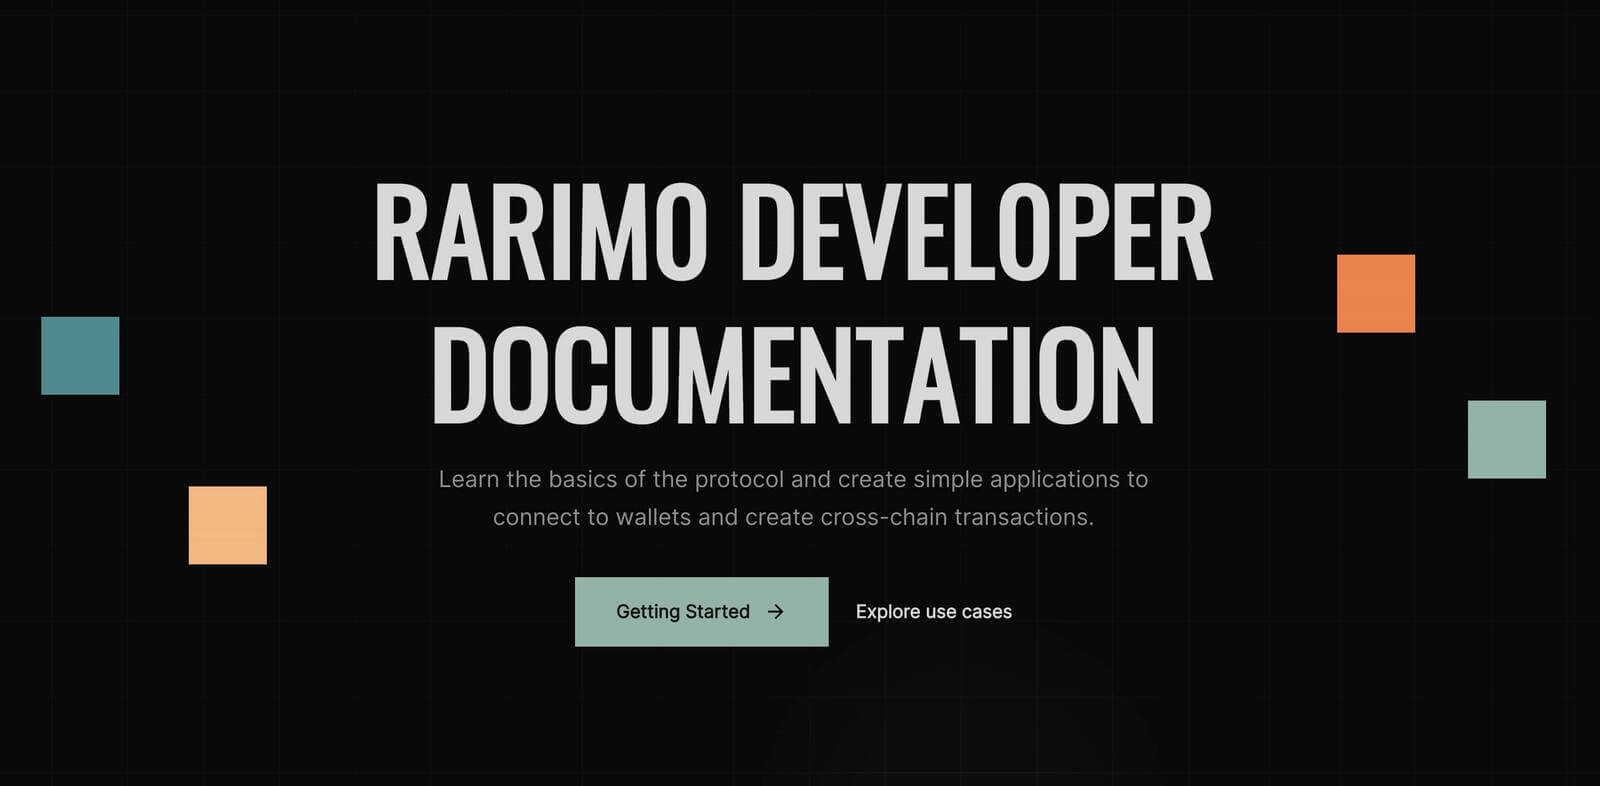 RARIMO DEVELOPER
DOCUMENTATION
Learn the basics of the protocol and create simple applications to
connect to wallets and create cross-chain transactions.
Getting Started →
Explore use cases